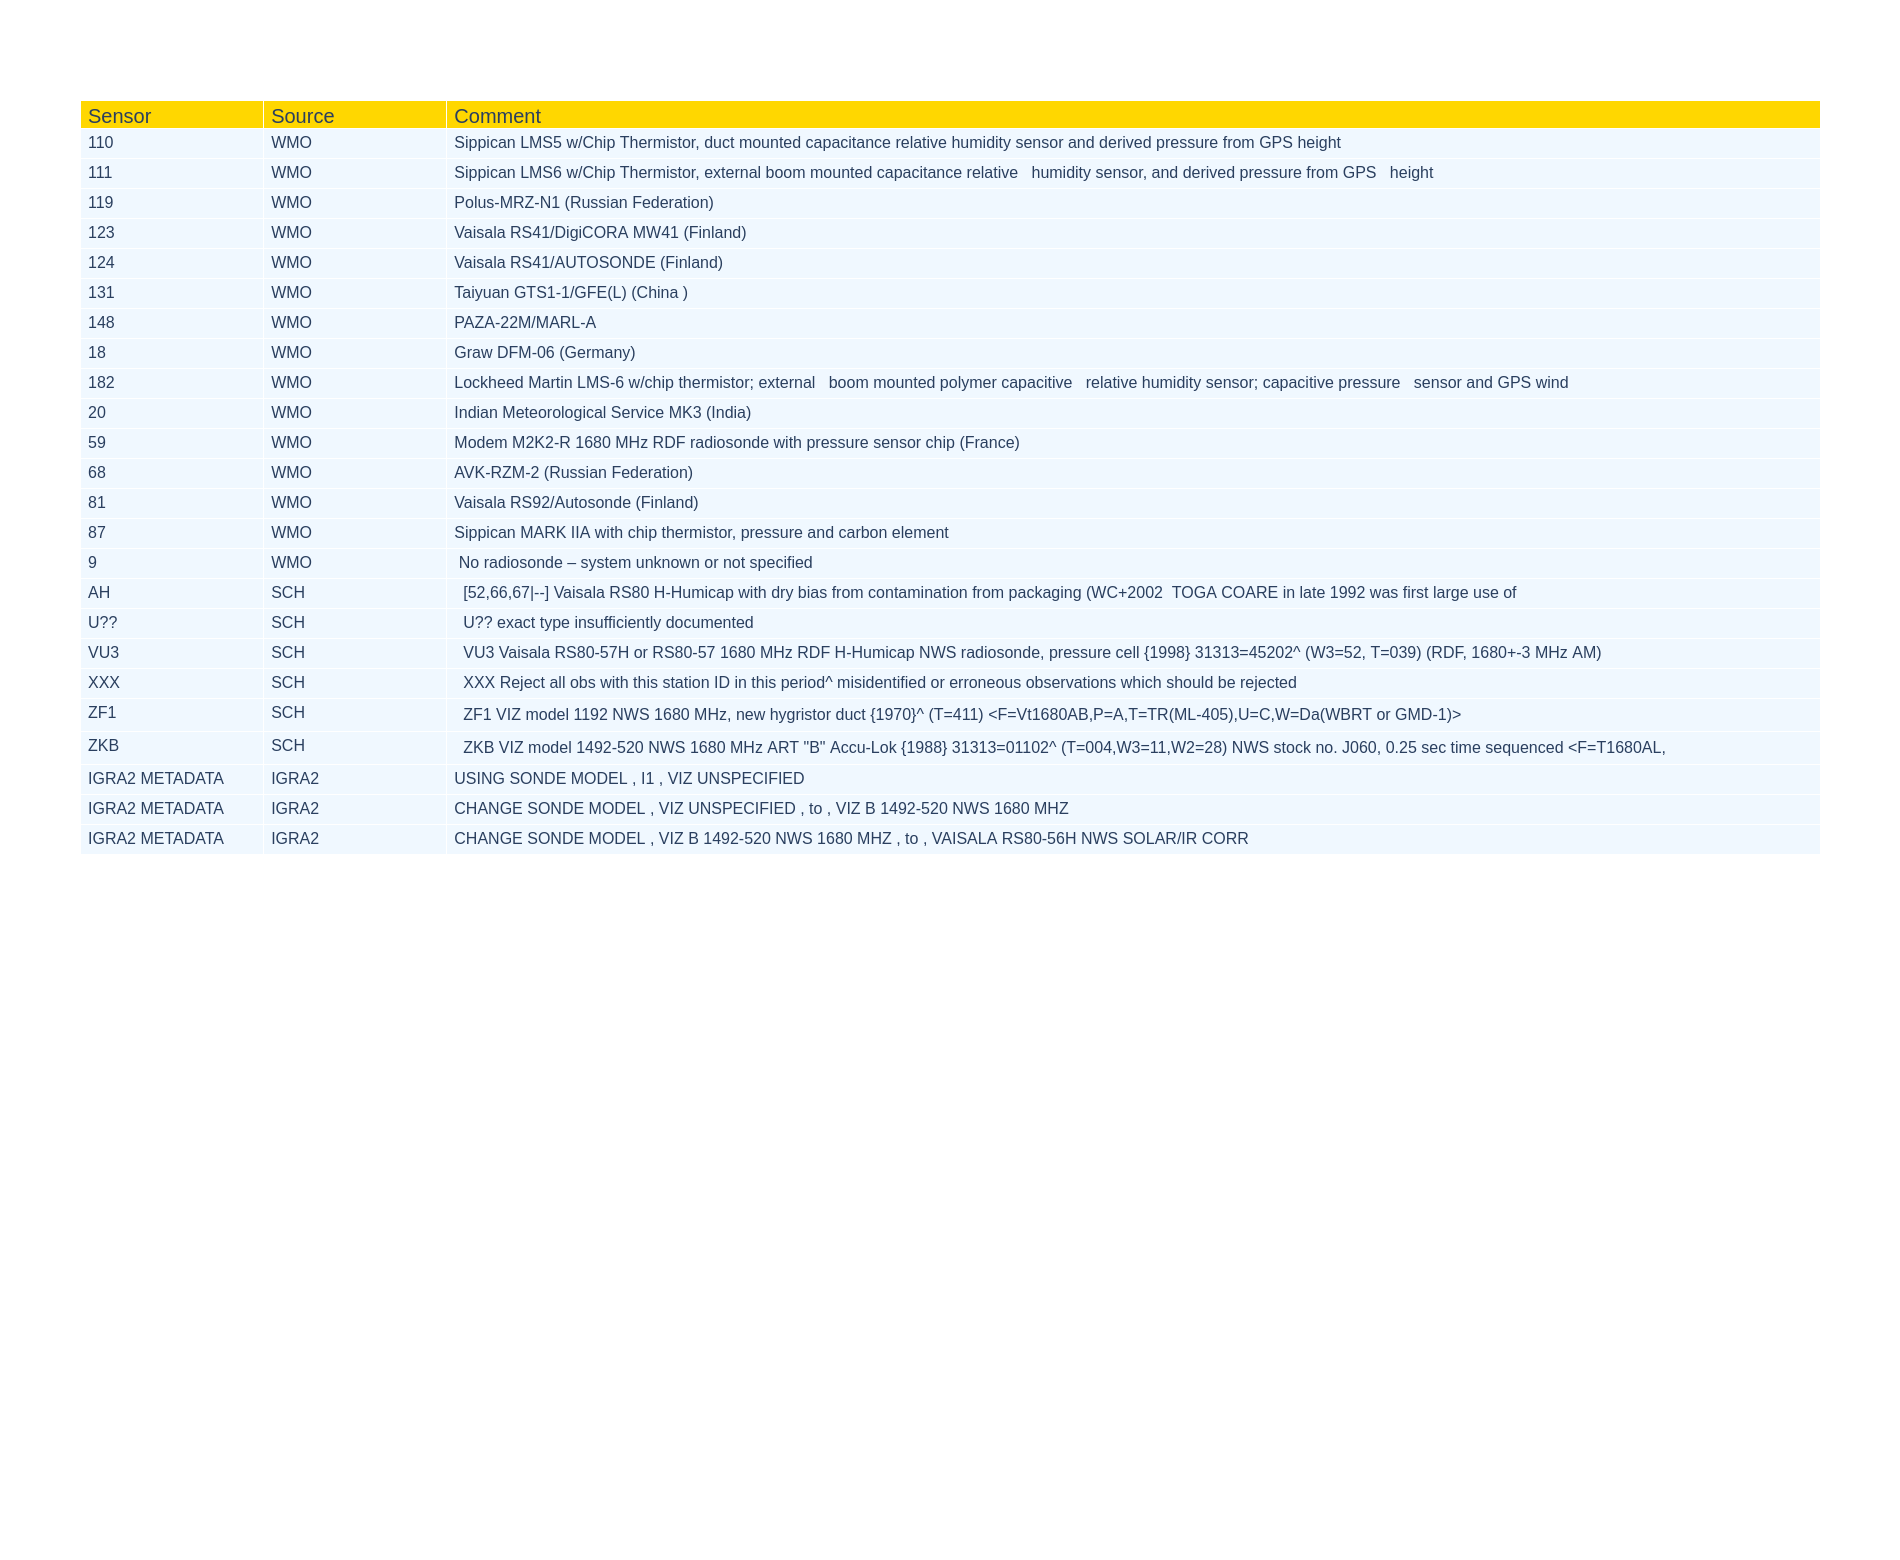 Sensor Source Comment
110 WMO Sippican LMS5 w/Chip Thermistor, duct mounted capacitance relative humidity sensor and derived pressure from GPS height
111 WMO Sippican LMS6 w/Chip Thermistor, external boom mounted capacitance relative   humidity sensor, and derived pressure from GPS   height
119 WMO Polus-MRZ-N1 (Russian Federation)
123 WMO Vaisala RS41/DigiCORA MW41 (Finland)
124 WMO Vaisala RS41/AUTOSONDE (Finland)
131 WMO Taiyuan GTS1-1/GFE(L) (China )
148 WMO PAZA-22M/MARL-A
18 WMO Graw DFM-06 (Germany)
182 WMO Lockheed Martin LMS-6 w/chip thermistor; external   boom mounted polymer capacitive   relative humidity sensor; capacitive pressure   sensor and GPS wind
20 WMO Indian Meteorological Service MK3 (India)
59 WMO Modem M2K2-R 1680 MHz RDF radiosonde with pressure sensor chip (France)
68 WMO AVK-RZM-2 (Russian Federation)
81 WMO Vaisala RS92/Autosonde (Finland)
87 WMO Sippican MARK IIA with chip thermistor, pressure and carbon element
9 WMO No radiosonde – system unknown or not specified
AH SCH [52,66,67|--] Vaisala RS80 H-Humicap with dry bias from contamination from packaging (WC+2002  TOGA COARE in late 1992 was first large use of
U?? SCH U?? exact type insufficiently documented
VU3 SCH VU3 Vaisala RS80-57H or RS80-57 1680 MHz RDF H-Humicap NWS radiosonde, pressure cell {1998} 31313=45202^ (W3=52, T=039) (RDF, 1680+-3 MHz AM)
XXX SCH XXX Reject all obs with this station ID in this period^ misidentified or erroneous observations which should be rejected
ZF1 SCH ZF1 VIZ model 1192 NWS 1680 MHz, new hygristor duct {1970}^ (T=411) <F=Vt1680AB,P=A,T=TR(ML-405),U=C,W=Da(WBRT or GMD-1)>
ZKB SCH ZKB VIZ model 1492-520 NWS 1680 MHz ART "B" Accu-Lok {1988} 31313=01102^ (T=004,W3=11,W2=28) NWS stock no. J060, 0.25 sec time sequenced <F=T1680AL,
IGRA2 METADATA IGRA2 USING SONDE MODEL , I1 , VIZ UNSPECIFIED
IGRA2 METADATA IGRA2 CHANGE SONDE MODEL , VIZ UNSPECIFIED , to , VIZ B 1492-520 NWS 1680 MHZ
IGRA2 METADATA IGRA2 CHANGE SONDE MODEL , VIZ B 1492-520 NWS 1680 MHZ , to , VAISALA RS80-56H NWS SOLAR/IR CORR